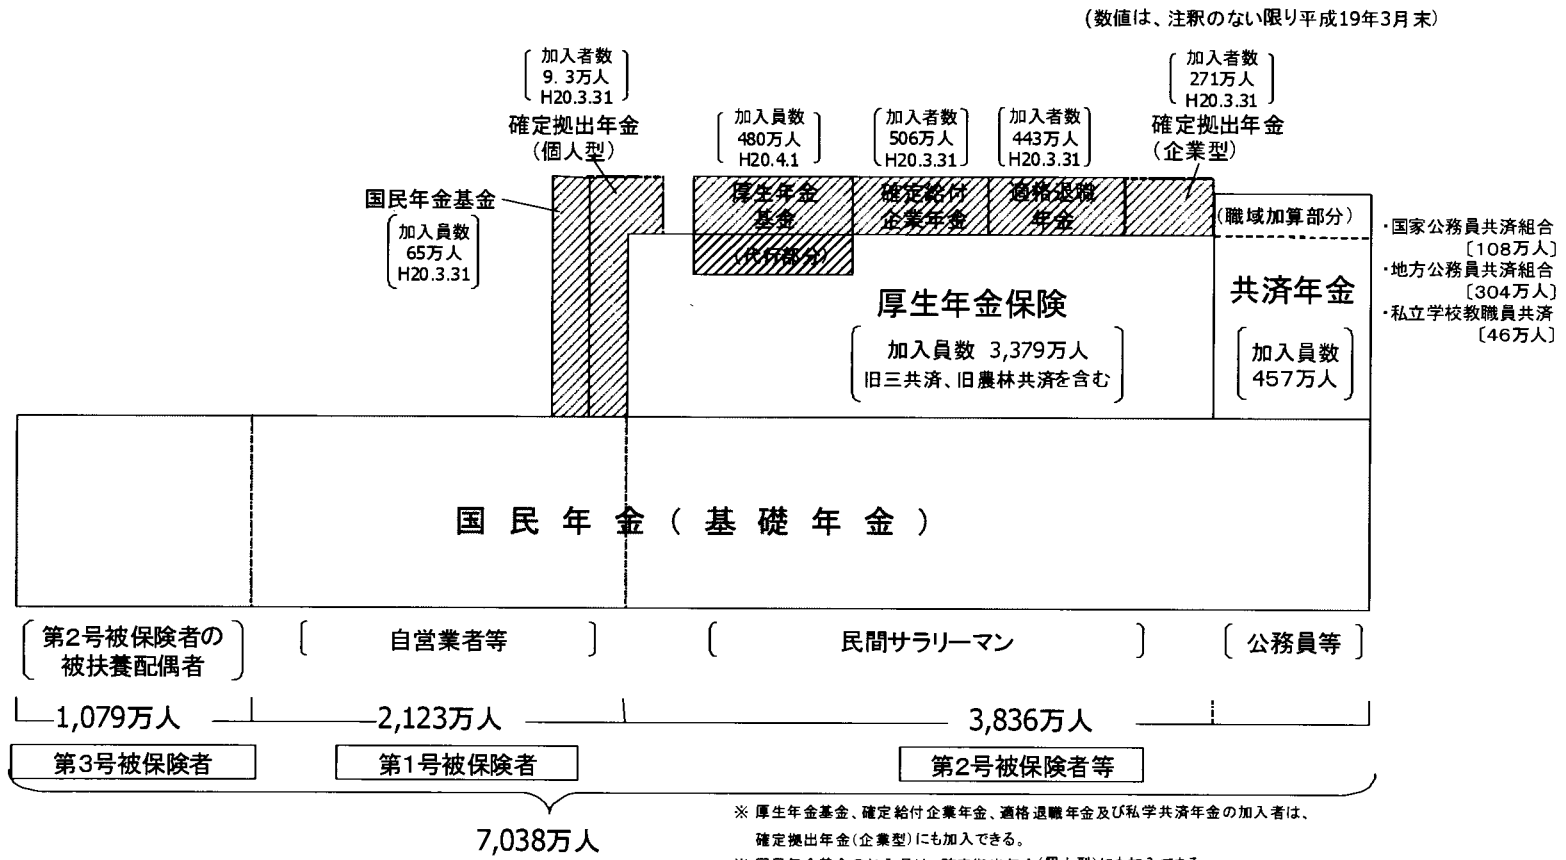 (数値は、注釈のない限り平成19年3月末)
加入者数
9.3万人
H20.3.31
確定拠出年金
(個人型)
国民年金基金
加入員数
65万人
H20.3.31
加入員数
480万人
H20.4.1
加入者数
506万人
H20.3.31
加入者数
443万人
H20.3.31
加入者数
271万人
H20.3.31
確定拠出年金
(企業型)
厚生年金
基金
(代行部分)
確定給付
企業年金
適格退職
年金
(職域加算部分)
厚生年金保険
加入員数 3,379万人
旧三共済、旧農林共済を含む
共済年金
加入員数
457万人
・国家公務員共済組合
〔108万人〕
・地方公務員共済組合
〔304万人〕
・私立学校教職員共済
〔46万人〕
国民年金(基礎年金)
第2号被保険者の
被扶養配偶者
自営業者等
民間サラリーマン
公務員等
1,079万人
2,123万人
3,836万人
第3号被保険者
第1号被保険者
第2号被保険者等
7,038万人
※ 厚生年金基金、確定給付企業年金、適格退職年金及び私学共済年金の加入者は、
確定拠出年金(企業型)にも加入できる。